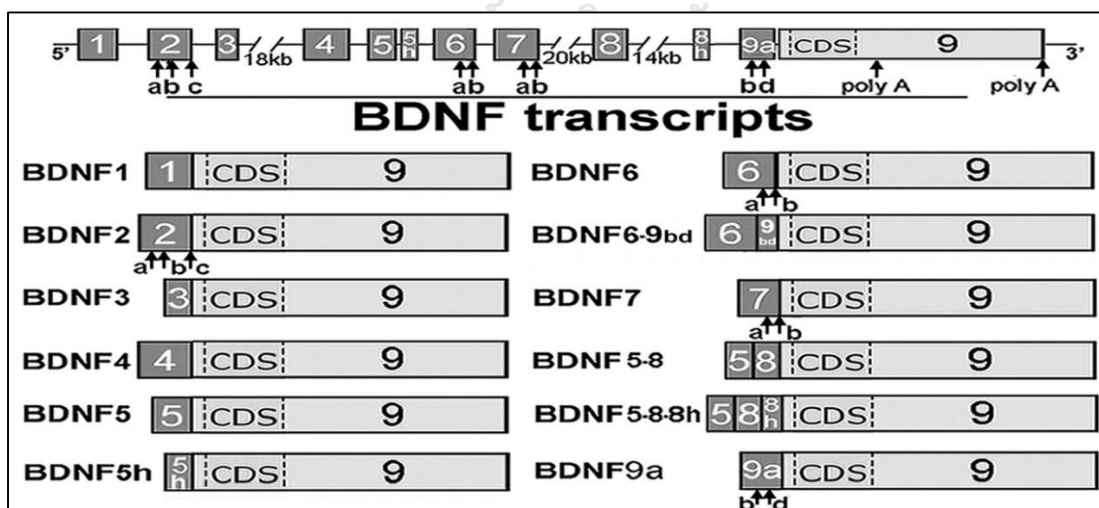 5' 1 2 3 18kb 4 5 5h 6 7 20kb 8 14kb 8h 9a CDS 9 3'
ab c ab ab bd poly A poly A
BDNF transcripts
BDNF1 1 CDS 9
BDNF2 2 CDS 9
a b c
BDNF3 3 CDS 9
BDNF4 4 CDS 9
BDNF5 5 CDS 9
BDNF5h 5h CDS 9
BDNF6 6 CDS 9
a b
BDNF6-9bd 6 9bd CDS 9
BDNF7 7 CDS 9
a b
BDNF5-8 5 8 CDS 9
BDNF5-8-8h 5 8 8h CDS 9
BDNF9a 9a CDS 9
b d